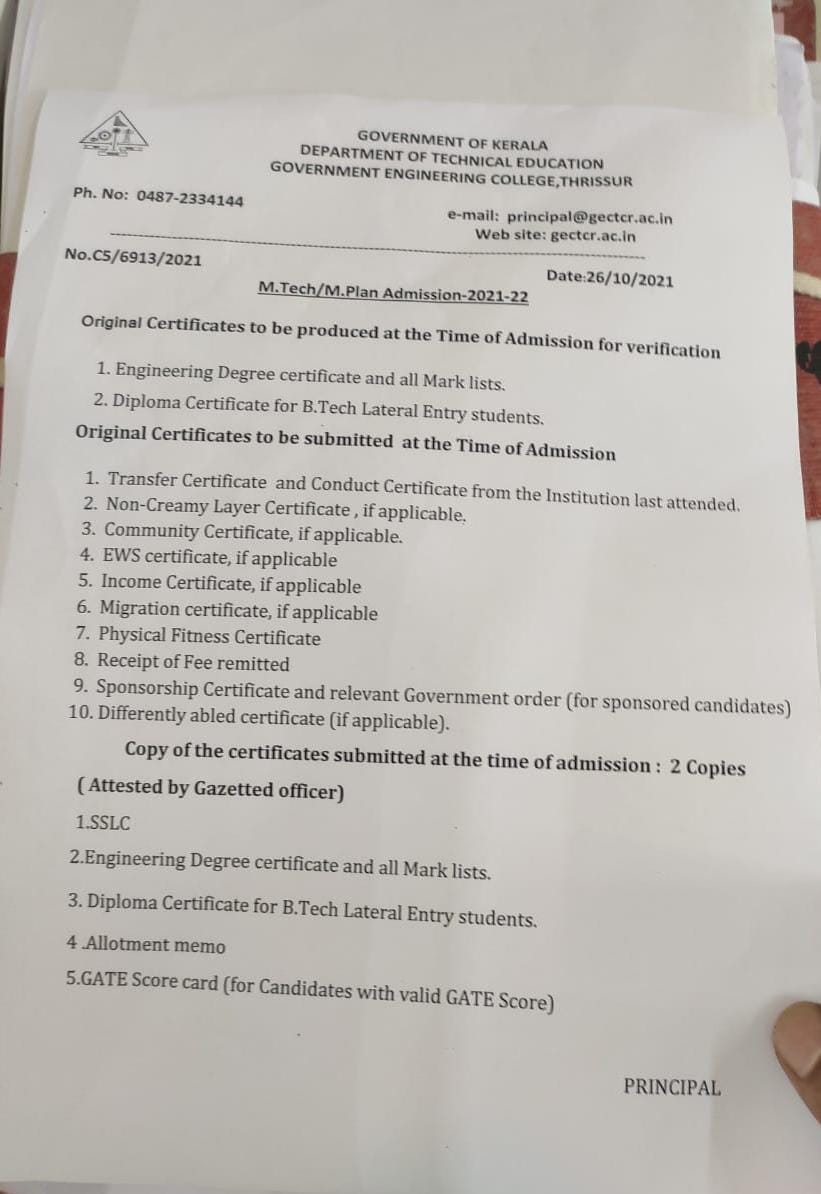 GOVERNMENT OF KERALA
DEPARTMENT OF TECHNICAL EDUCATION
GOVERNMENT ENGINEERING COLLEGE,THRISSUR
Ph. No: 0487-2334144
e-mail: principal@gectcr.ac.in
Web site: gectcr.ac.in
No.C5/6913/2021
Date:26/10/2021
M.Tech/M.Plan Admission-2021-22
Original Certificates to be produced at the Time of Admission for verification
1. Engineering Degree certificate and all Mark lists.
2. Diploma Certificate for B.Tech Lateral Entry students.
Original Certificates to be submitted at the Time of Admission
1. Transfer Certificate and Conduct Certificate from the Institution last attended.
2. Non-Creamy Layer Certificate , if applicable.
3. Community Certificate, if applicable.
4. EWS certificate, if applicable
5. Income Certificate, if applicable
6. Migration certificate, if applicable
7. Physical Fitness Certificate
8. Receipt of Fee remitted
9. Sponsorship Certificate and relevant Government order (for sponsored candidates)
10. Differently abled certificate (if applicable).
Copy of the certificates submitted at the time of admission : 2 Copies
( Attested by Gazetted officer)
1.SSLC
2.Engineering Degree certificate and all Mark lists.
3. Diploma Certificate for B.Tech Lateral Entry students.
4 .Allotment memo
5.GATE Score card (for Candidates with valid GATE Score)
PRINCIPAL